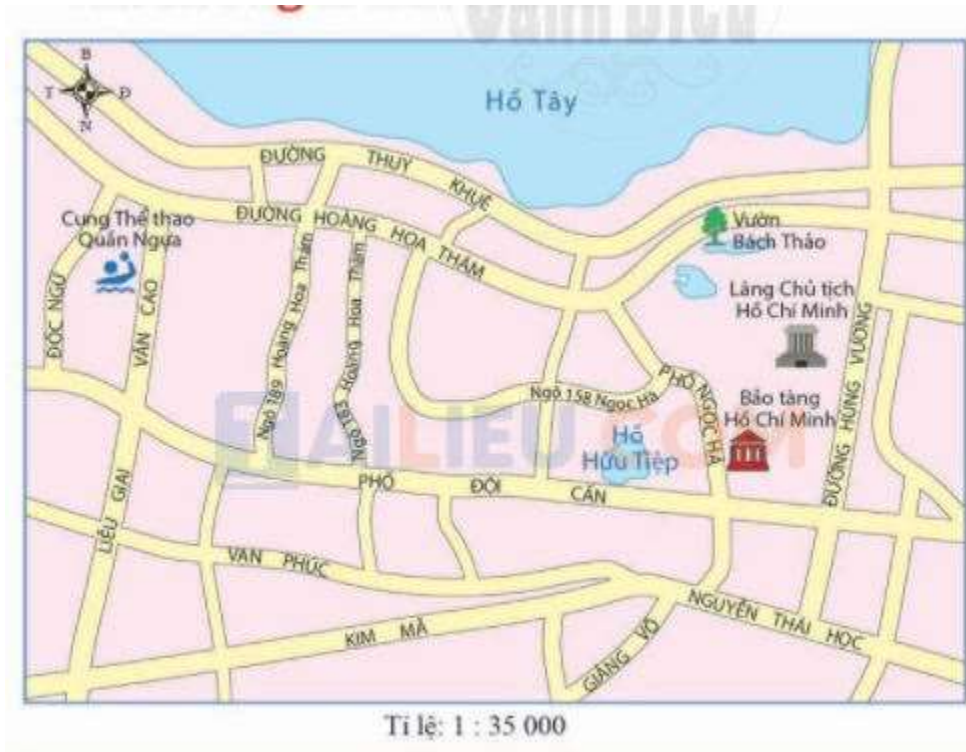 B
T
Đ
N
Hồ Tây
ĐƯỜNG THUỴ KHUÊ
Cung Thể thao
Quần Ngựa
ĐƯỜNG HOÀNG HOA THÁM
Vườn
Bách Thảo
Lăng Chủ tịch
Hồ Chí Minh
ĐỐC NGỮ
VĂN CAO
Ngõ 189 Hoàng Hoa Thám
Ngõ 183 Hoàng Hoa Thám
ĐƯỜNG HÙNG VƯƠNG
Ngõ 158 Ngọc Hà
PHỐ NGỌC HÀ
Bảo tàng
Hồ Chí Minh
TAILIEU.COM
Hồ
Hữu Tiệp
PHỐ ĐỘI CẤN
LIỄU GIAI
VẠN PHÚC
KIM MÃ
GIẢNG VÕ
NGUYỄN THÁI HỌC
Tỉ lệ: 1 : 35 000